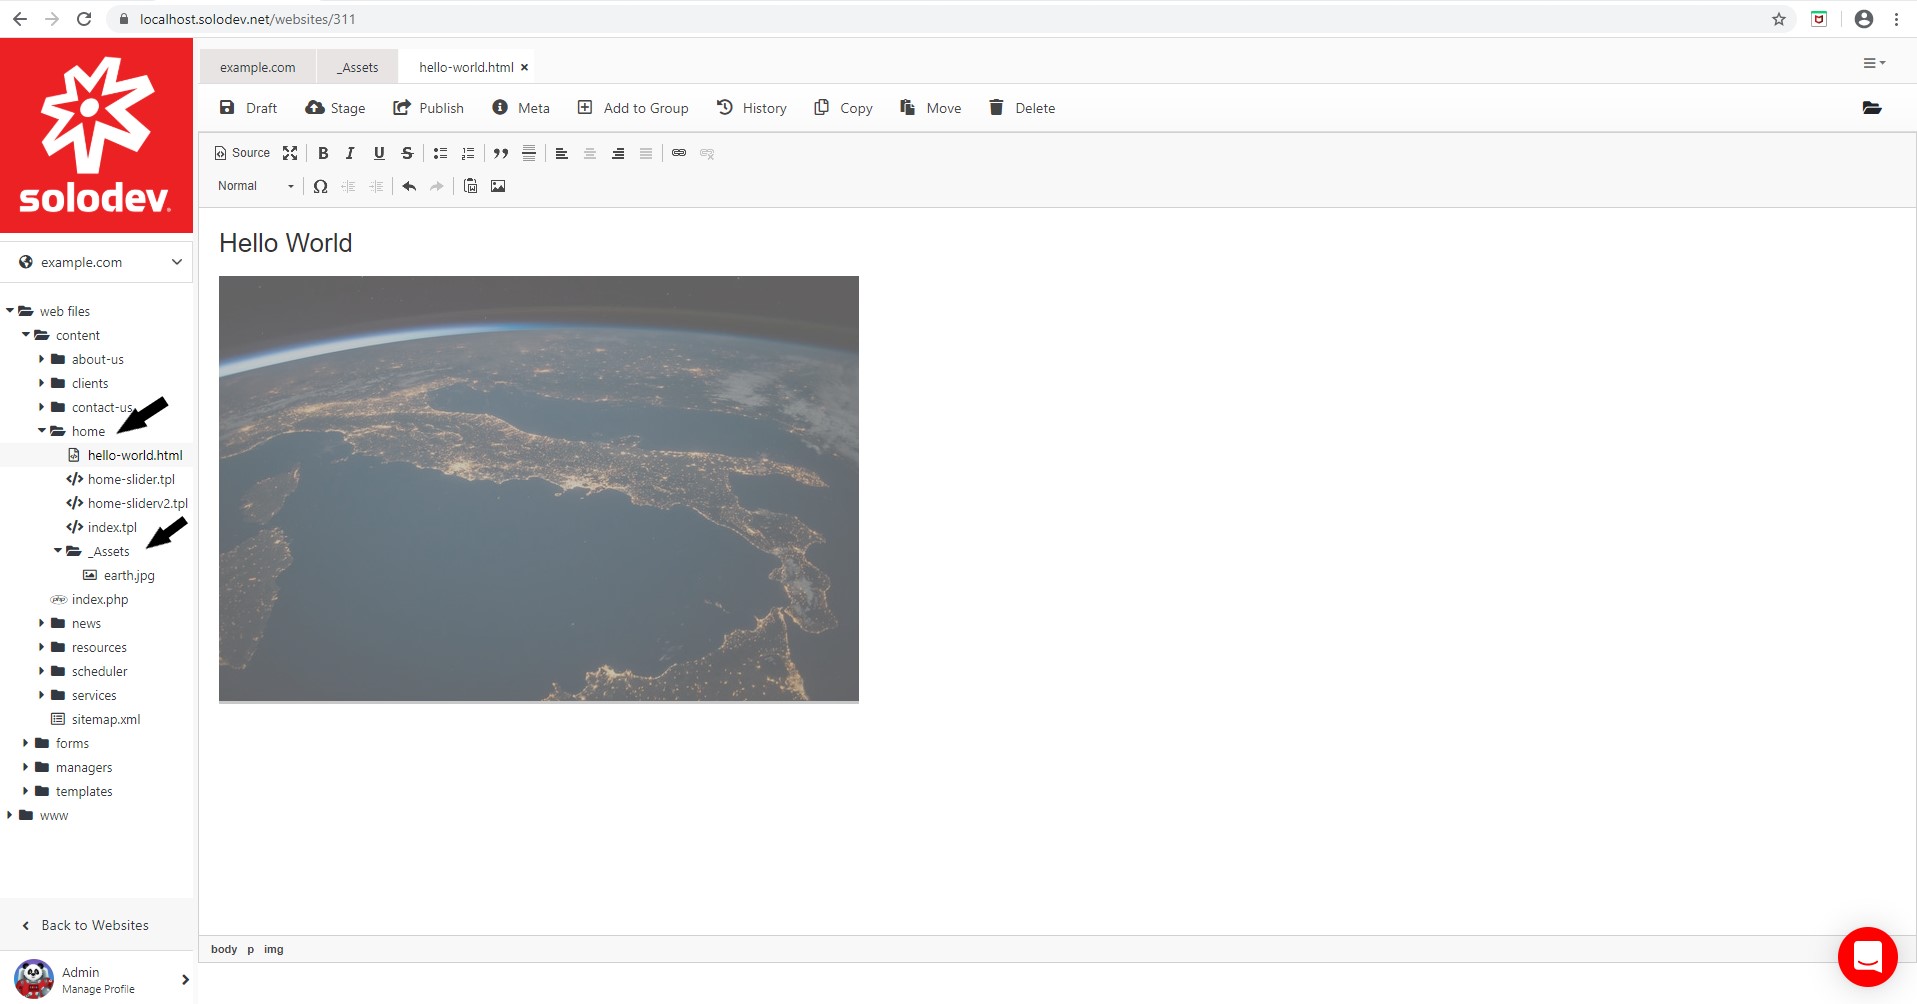 localhost.solodev.net/websites/311
solodev
example.com
web files
content
about-us
clients
contact-us
home
hello-world.html
home-slider.tpl
home-sliderv2.tpl
index.tpl
_Assets
earth.jpg
index.php
news
resources
scheduler
services
sitemap.xml
forms
managers
templates
www
Back to Websites
Admin
Manage Profile
example.com _Assets hello-world.html
Draft Stage Publish Meta Add to Group History Copy Move Delete
Source B I U S
Normal Ω
Hello World
body p img